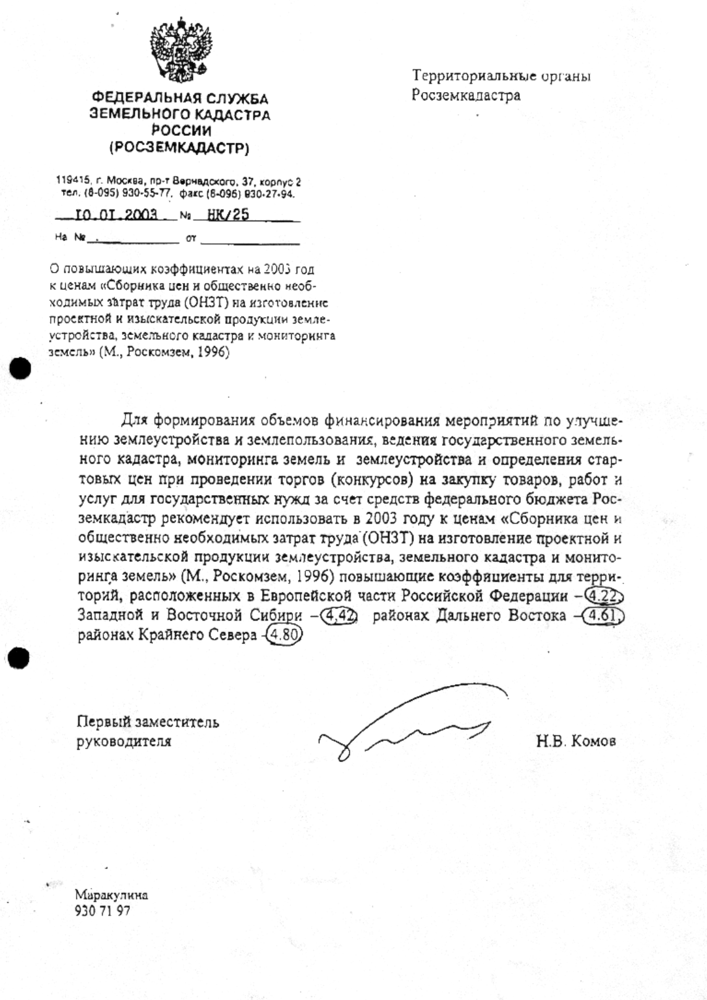 ФЕДЕРАЛЬНАЯ СЛУЖБА
ЗЕМЕЛЬНОГО КАДАСТРА
РОССИИ
(РОСЗЕМКАДАСТР)
119415, г. Москва, пр-т Вернадского, 37, корпус 2
тел. (8-095) 930-55-77, факс (8-095) 930-27-94.
10.01.2003. № НК/25
На № от
Территориальные органы
Росземкадастра
О повышающих коэффициентах на 2003 год
к ценам «Сборника цен и общественно необ-
ходимых затрат труда (ОНЗТ) на изготовление
проектной и изыскательской продукции земле-
устройства, земельного кадастра и мониторинга
земель» (М., Роскомзем, 1996)
Для формирования объемов финансирования мероприятий по улучше-
нию землеустройства и землепользования, ведения государственного земель-
ного кадастра, мониторинга земель и землеустройства и определения стар-
товых цен при проведении торгов (конкурсов) на закупку товаров, работ и
услуг для государственных нужд за счет средств федерального бюджета Рос-
земкадастр рекомендует использовать в 2003 году к ценам «Сборника цен и
общественно необходимых затрат труда (ОНЗТ) на изготовление проектной и
изыскательской продукции землеустройства, земельного кадастра и монито-
ринга земель» (М., Роскомзем, 1996) повышающие коэффициенты для терри-
торий, расположенных в Европейской части Российской Федерации – 4.22,
Западной и Восточной Сибири – 4,42, районах Дальнего Востока – 4.61,
районах Крайнего Севера - 4.80
Первый заместитель
руководителя
Н.В. Комов
Маракулина
930 71 97